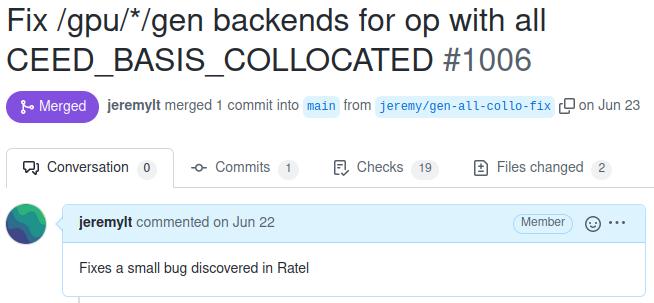 Fix /gpu/*/gen backends for op with all
CEED_BASIS_COLLOCATED #1006
Merged jeremylt merged 1 commit into main from jeremy/gen-all-collo-fix on Jun 23
Conversation 0 Commits 1 Checks 19 Files changed 2
jeremylt commented on Jun 22 Member
Fixes a small bug discovered in Ratel